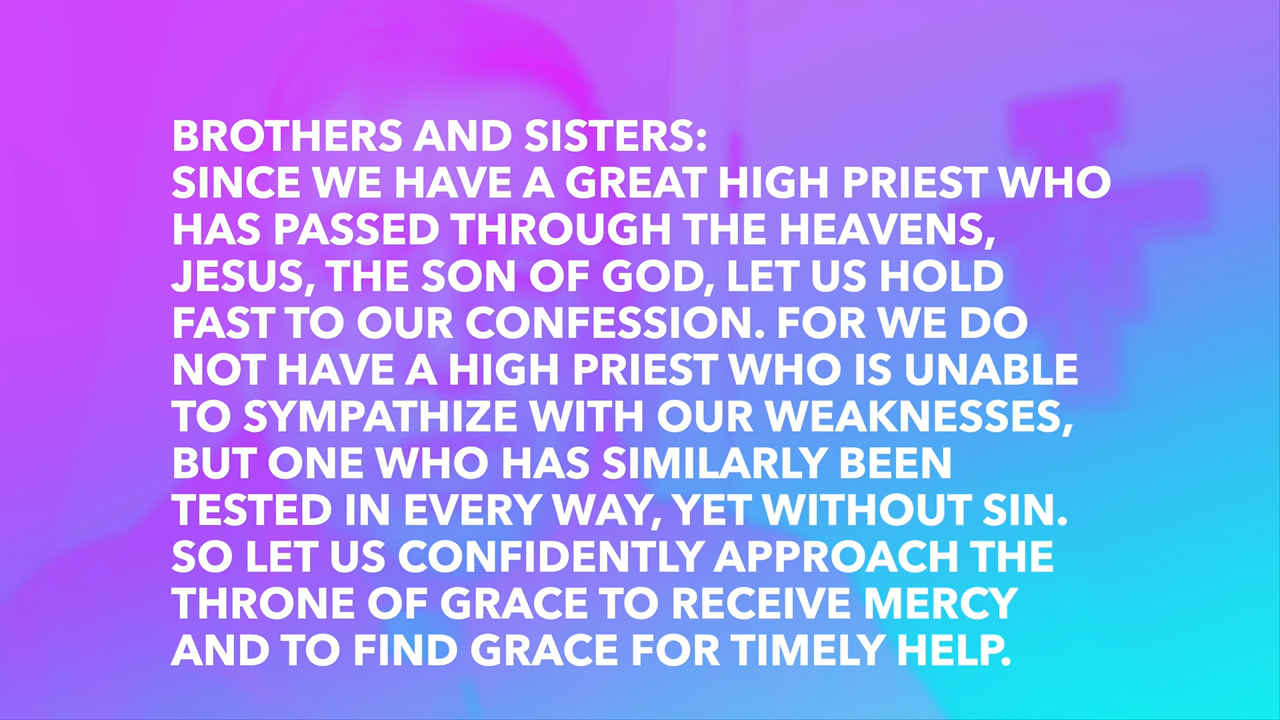 BROTHERS AND SISTERS:
SINCE WE HAVE A GREAT HIGH PRIEST WHO
HAS PASSED THROUGH THE HEAVENS,
JESUS, THE SON OF GOD, LET US HOLD
FAST TO OUR CONFESSION. FOR WE DO
NOT HAVE A HIGH PRIEST WHO IS UNABLE
TO SYMPATHIZE WITH OUR WEAKNESSES,
BUT ONE WHO HAS SIMILARLY BEEN
TESTED IN EVERY WAY, YET WITHOUT SIN.
SO LET US CONFIDENTLY APPROACH THE
THRONE OF GRACE TO RECEIVE MERCY
AND TO FIND GRACE FOR TIMELY HELP.